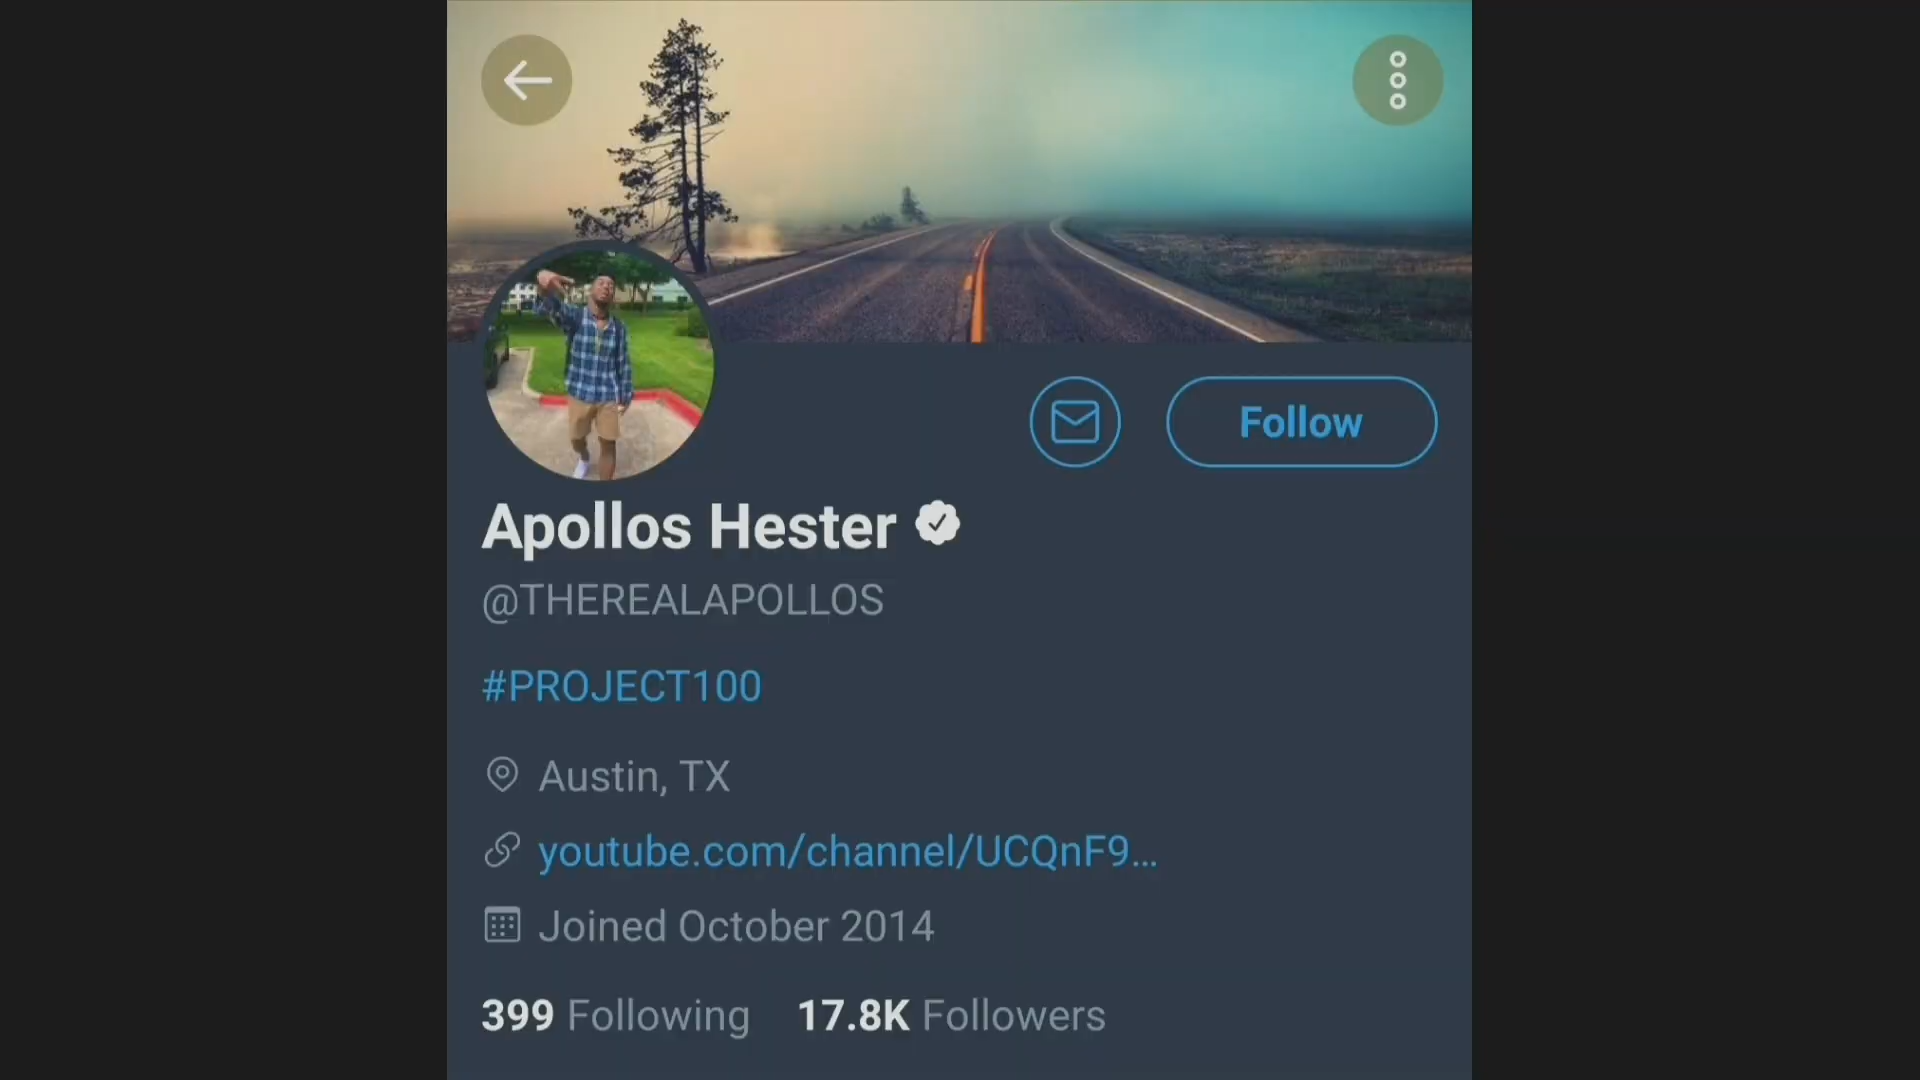 Follow
Apollos Hester
@THEREALAPOLLOS
#PROJECT100
Austin, TX
youtube.com/channel/UCQnF9...
Joined October 2014
399 Following 17.8K Followers